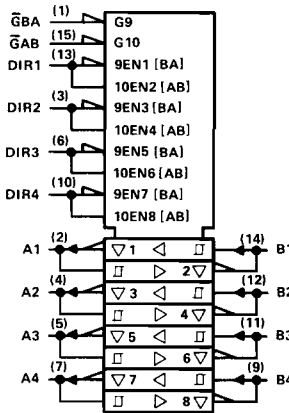 G̅BA (1) G9
G̅AB (15) G10
DIR1 (13) 9EN1 [BA]
10EN2 [AB]
DIR2 (3) 9EN3 [BA]
10EN4 [AB]
DIR3 (6) 9EN5 [BA]
10EN6 [AB]
DIR4 (10) 9EN7 [BA]
10EN8 [AB]
A1 (2) ▽ 1 ◁ (14) B1
▷ 2 ▽
A2 (4) ▽ 3 ◁ (12) B2
▷ 4 ▽
A3 (5) ▽ 5 ◁ (11) B3
▷ 6 ▽
A4 (7) ▽ 7 ◁ (9) B4
▷ 8 ▽